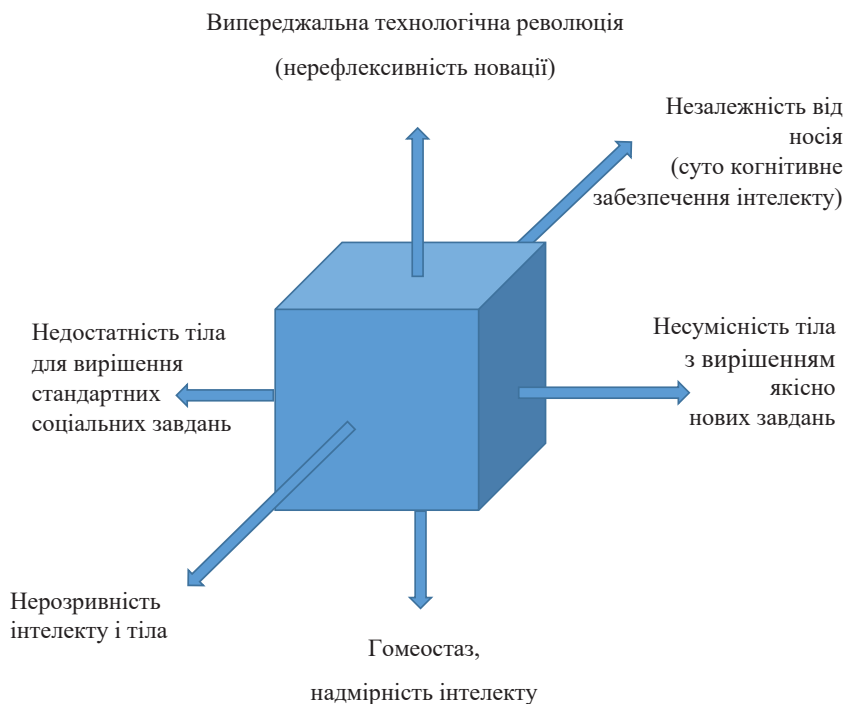 Випереджальна технологічна революція
(нерефлексивність новації)
Незалежність від
носія
(суто когнітивне
забезпечення інтелекту)
Недостатність тіла
для вирішення
стандартних
соціальних завдань
Несумісність тіла
з вирішенням
якісно
нових завдань
Нерозривність
інтелекту і тіла
Гомеостаз,
надмірність інтелекту